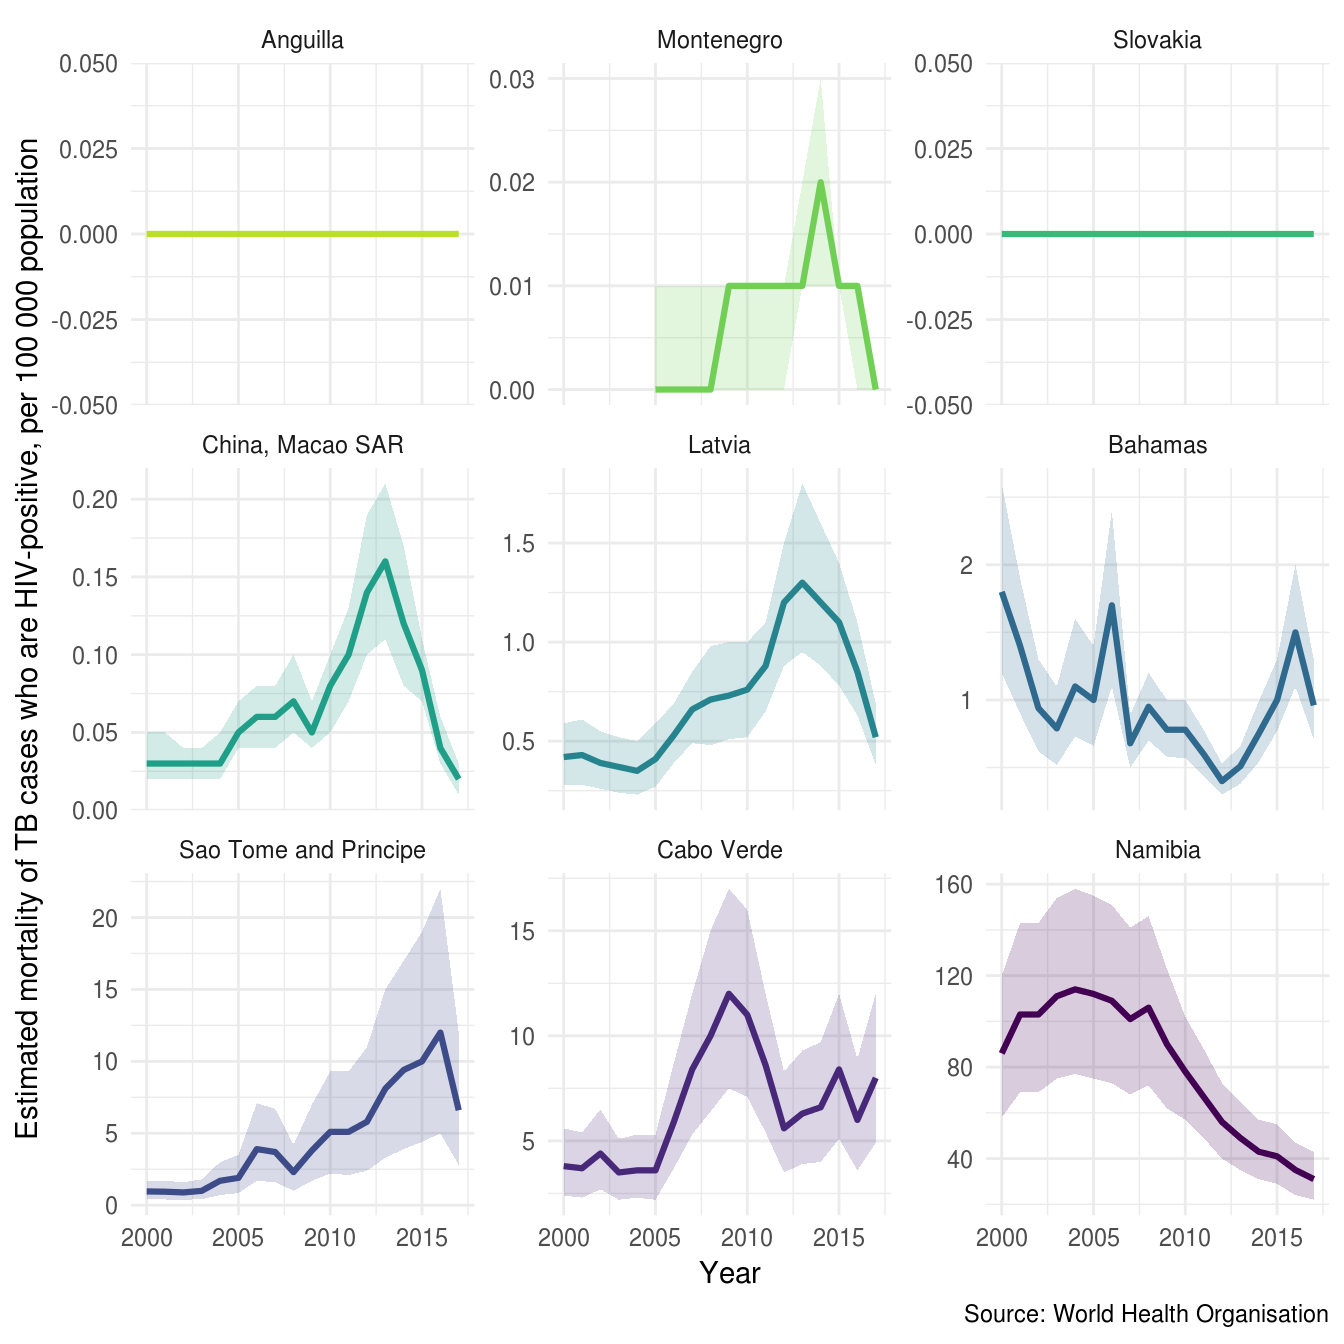 Estimated mortality of TB cases who are HIV-positive, per 100 000 population
Anguilla
0.050
0.025
0.000
-0.025
-0.050
Montenegro
0.03
0.02
0.01
0.00
Slovakia
0.050
0.025
0.000
-0.025
-0.050
China, Macao SAR
0.20
0.15
0.10
0.05
0.00
Latvia
1.5
1.0
0.5
Bahamas
2
1
Sao Tome and Principe
20
15
10
5
0
2000 2005 2010 2015
Cabo Verde
15
10
5
2000 2005 2010 2015
Namibia
160
120
80
40
2000 2005 2010 2015
Year
Source: World Health Organisation